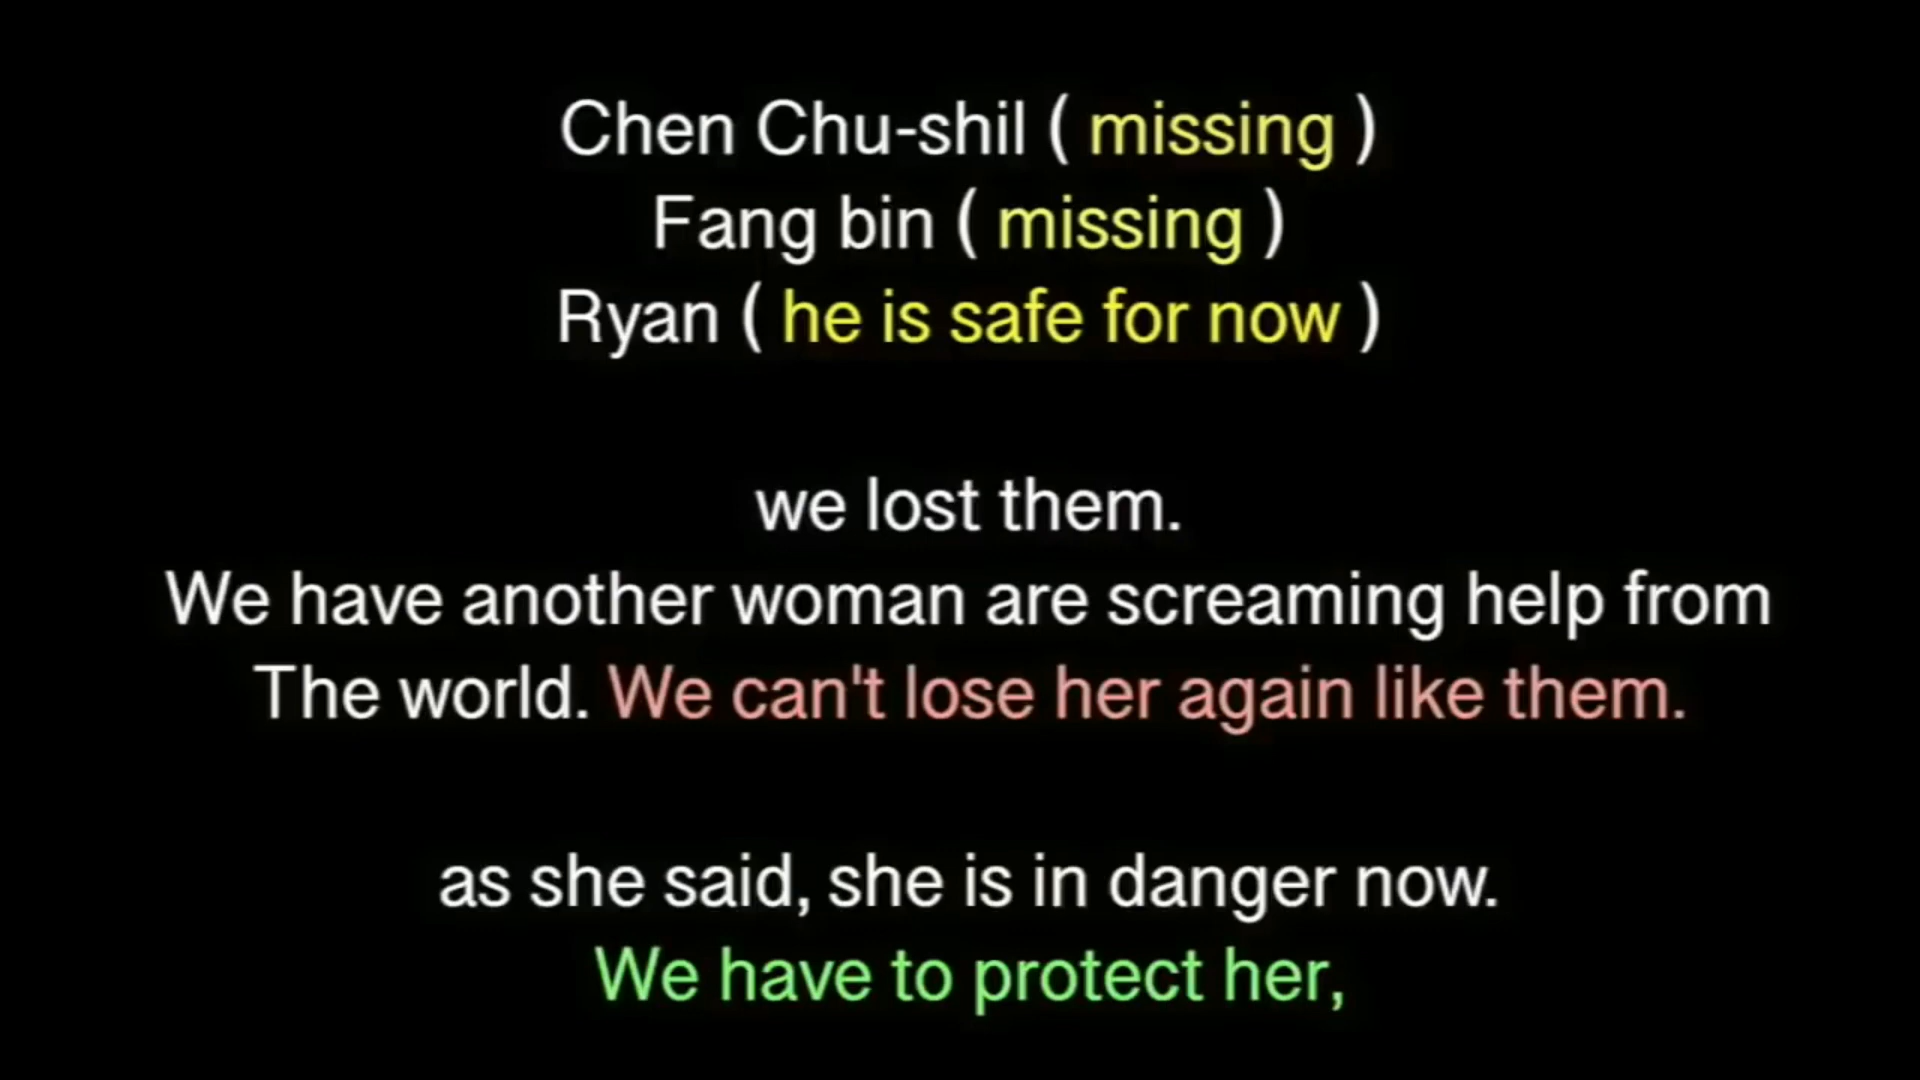 Chen Chu-shil ( missing )
Fang bin ( missing )
Ryan ( he is safe for now )
we lost them.
We have another woman are screaming help from
The world. We can't lose her again like them.
as she said, she is in danger now.
We have to protect her,